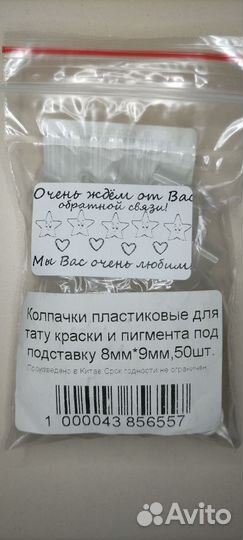 Очень ждём от Вас
обратной связи!
Мы Вас очень любим
Колпачки пластиковые для
тату краски и пигмента под
подставку 8мм*9мм,50шт.
Произведено в Китае Срок годности не ограничен
1 000043 856557
Avito